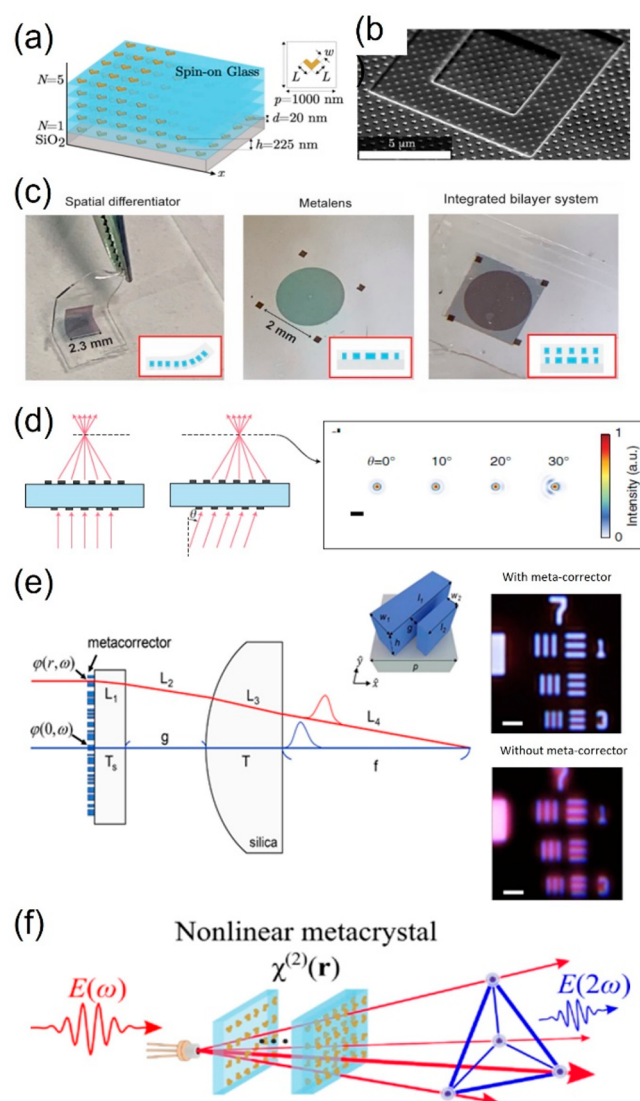 (a)
Spin-on Glass
N=5
N=1
SiO₂
x
w
L L
p=1000 nm
d=20 nm
h=225 nm
(b)
5 μm
(c)
Spatial differentiator
2.3 mm
Metalens
2 mm
Integrated bilayer system
(d)
θ
θ=0° 10° 20° 30°
1
0
Intensity (a.u.)
(e)
metacorrector
φ(r,ω)
φ(0,ω)
L₁
L₂
L₃
L₄
Tₛ
g
T
f
silica
w₁
l₁
w₂
g
h
l₂
p
ŷ
x̂
With meta-corrector
7
1
Without meta-corrector
7
1
(f)
Nonlinear metacrystal
χ⁽²⁾(r)
E(ω)
E(2ω)